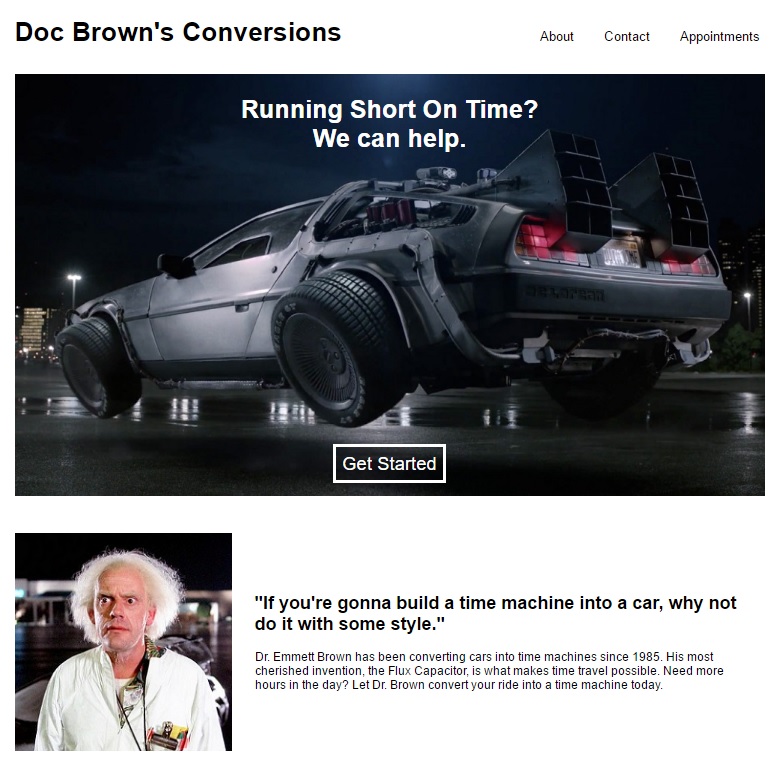 Doc Brown's Conversions
About Contact Appointments
Running Short On Time?
We can help.
DELOREAN
Get Started
"If you're gonna build a time machine into a car, why not
do it with some style."
Dr. Emmett Brown has been converting cars into time machines since 1985. His most
cherished invention, the Flux Capacitor, is what makes time travel possible. Need more
hours in the day? Let Dr. Brown convert your ride into a time machine today.